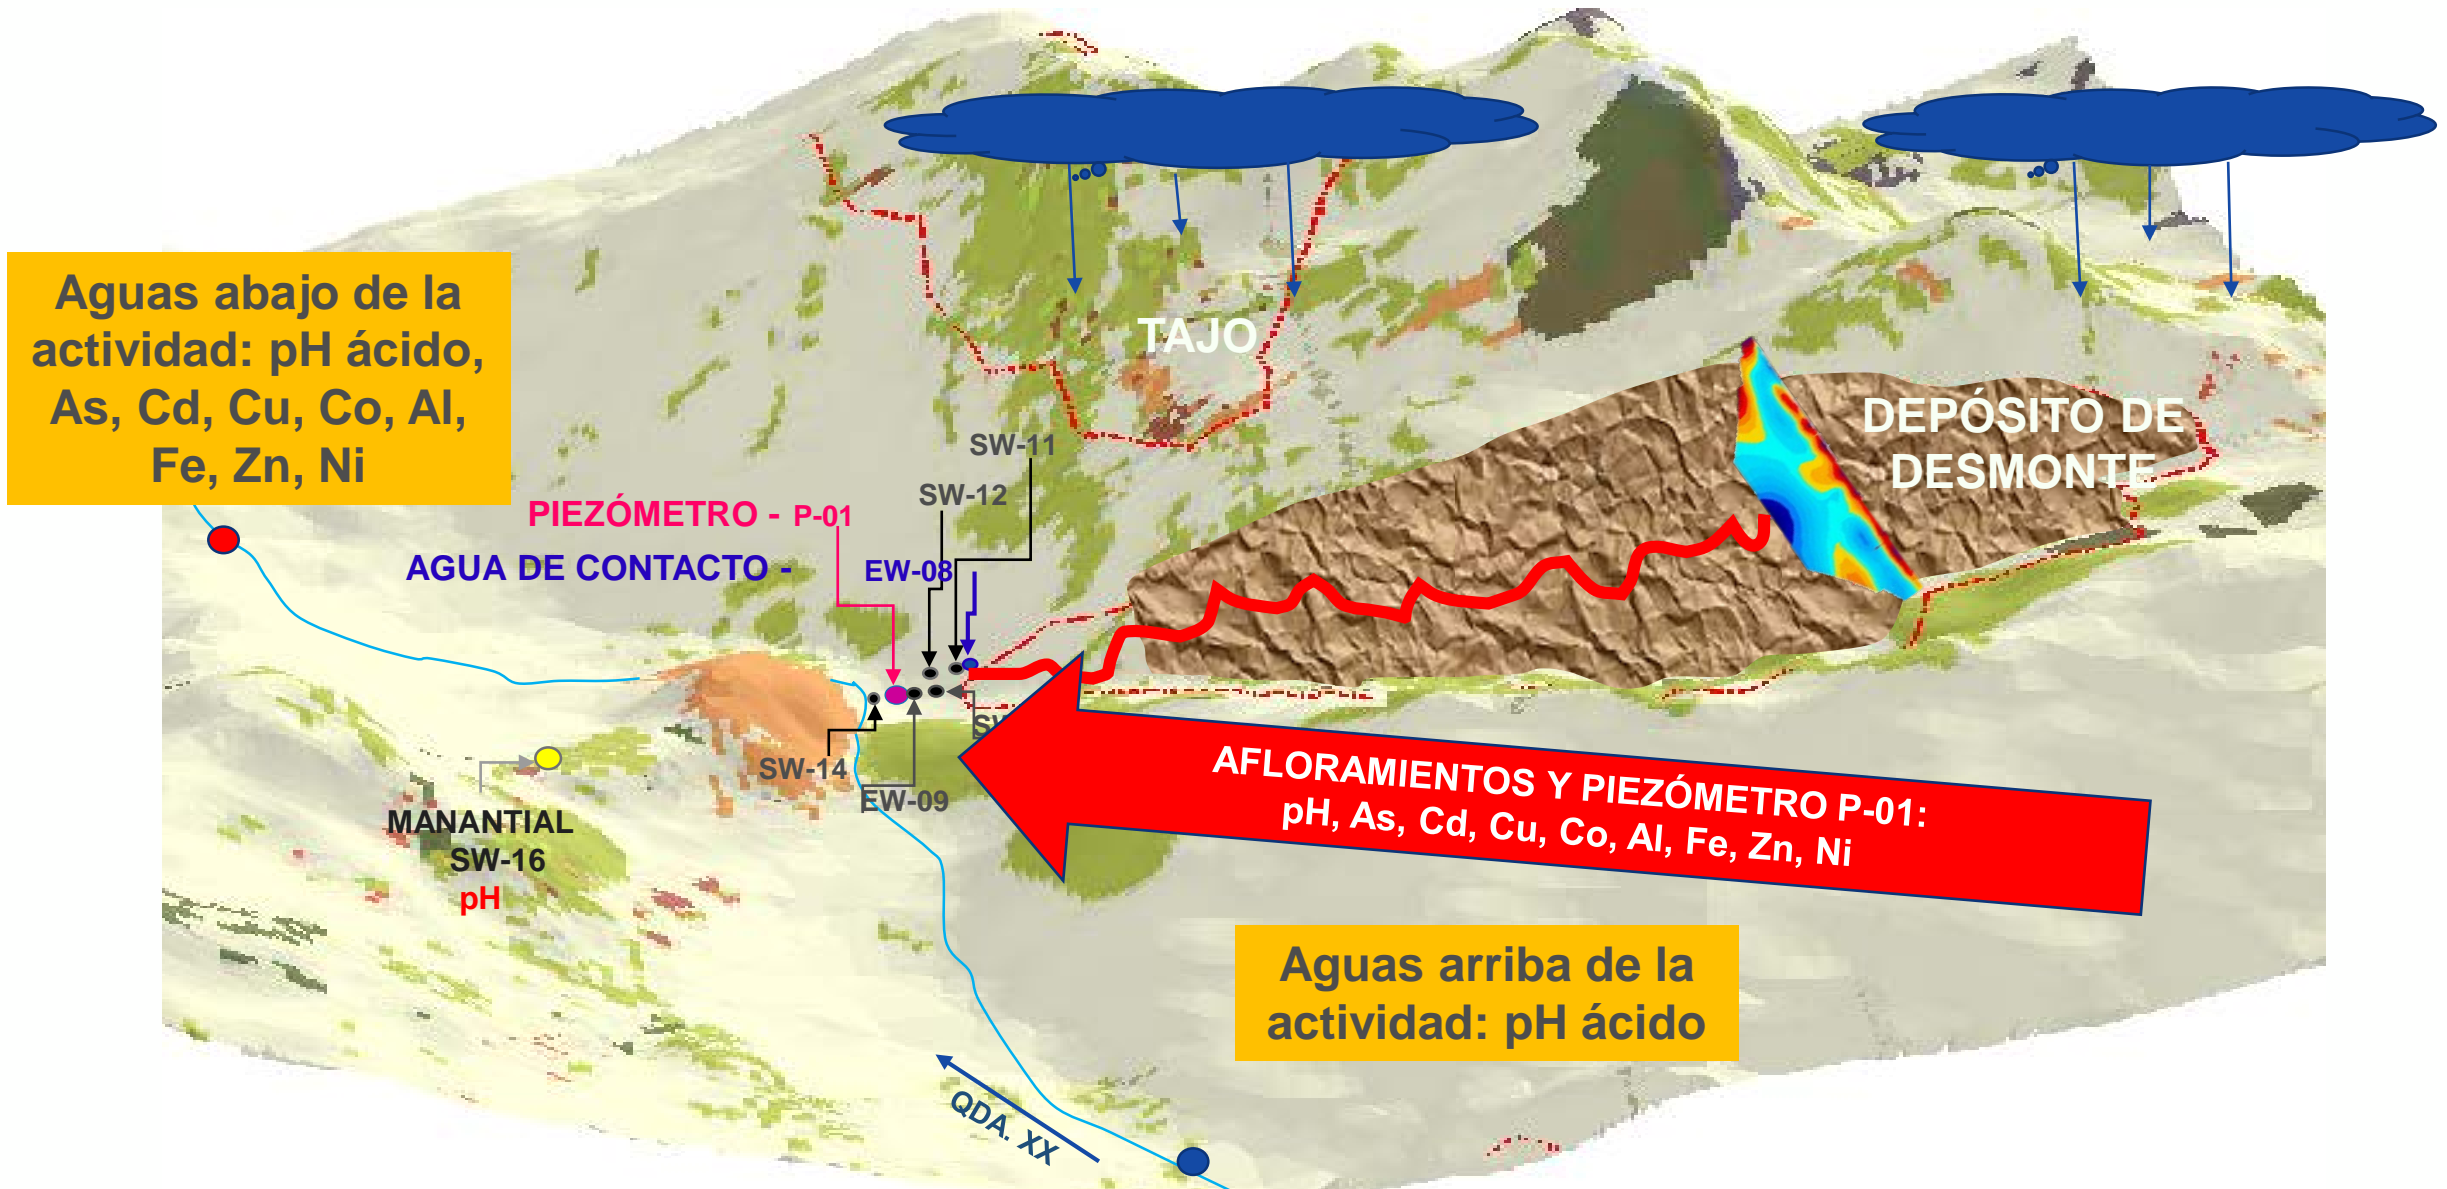 Aguas abajo de la
actividad: pH ácido,
As, Cd, Cu, Co, Al,
Fe, Zn, Ni
TAJO
DEPÓSITO DE
DESMONTE
SW-11
SW-12
PIEZÓMETRO - P-01
AGUA DE CONTACTO - EW-08
SW-14
EW-09
MANANTIAL
SW-16
pH
AFLORAMIENTOS Y PIEZÓMETRO P-01:
pH, As, Cd, Cu, Co, Al, Fe, Zn, Ni
Aguas arriba de la
actividad: pH ácido
QDA. XX